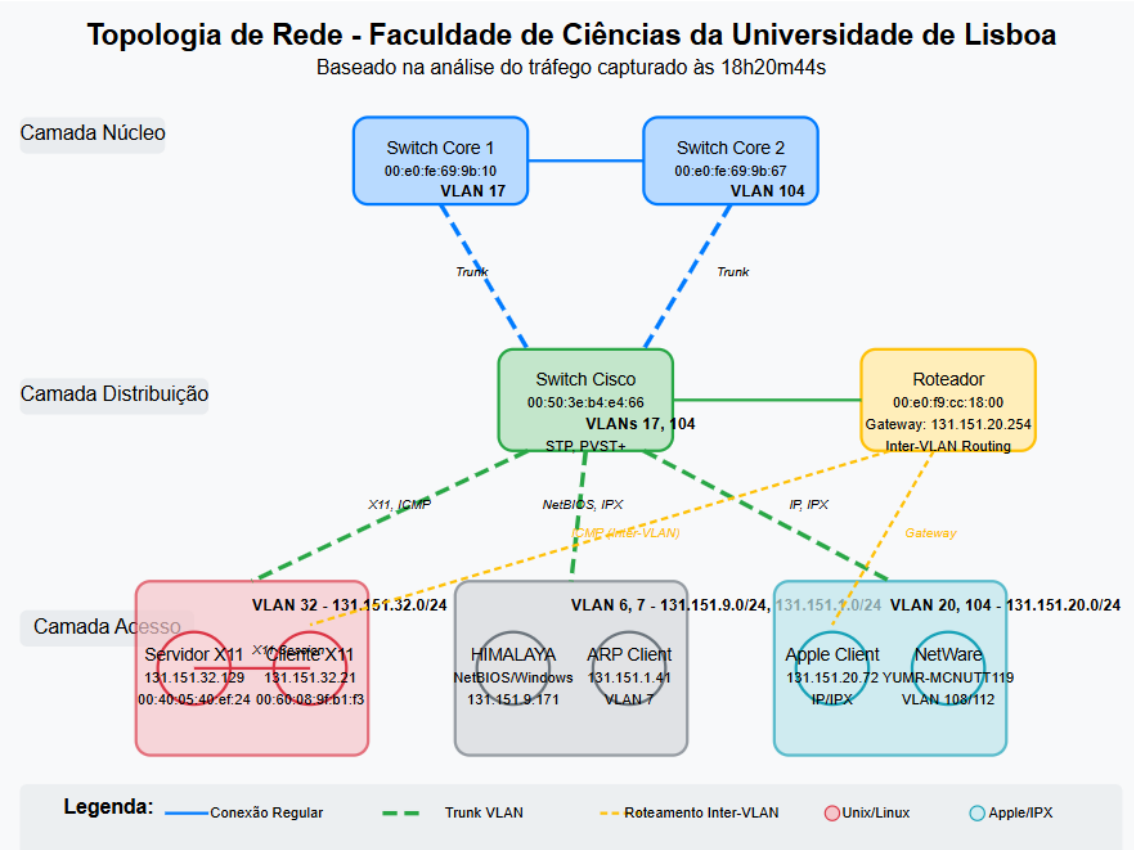 Topologia de Rede - Faculdade de Ciências da Universidade de Lisboa
Baseado na análise do tráfego capturado às 18h20m44s
Camada Núcleo
Switch Core 1
00:e0:fe:69:9b:10
VLAN 17
Switch Core 2
00:e0:fe:69:9b:67
VLAN 104
Trunk
Trunk
Camada Distribuição
Switch Cisco
00:50:3e:b4:e4:66
VLANs 17, 104
STP, PVST+
Roteador
00:e0:f9:cc:18:00
Gateway: 131.151.20.254
Inter-VLAN Routing
X11, ICMP
NetBIOS, IPX
IP, IPX
ICMP (Inter-VLAN)
Gateway
Camada Acesso
VLAN 32 - 131.151.32.0/24
X11 Session
Servidor X11
131.151.32.129
00:40:05:40:ef:24
Cliente X11
131.151.32.21
00:60:08:9f:b1:f3
VLAN 6, 7 - 131.151.9.0/24, 131.151.1.0/24
HIMALAYA
NetBIOS/Windows
131.151.9.171
ARP Client
131.151.1.41
VLAN 7
VLAN 20, 104 - 131.151.20.0/24
Apple Client
131.151.20.72
IP/IPX
NetWare
YUMR-MCNUTT119
VLAN 108/112
Legenda:
Conexão Regular
Trunk VLAN
Roteamento Inter-VLAN
Unix/Linux
Apple/IPX